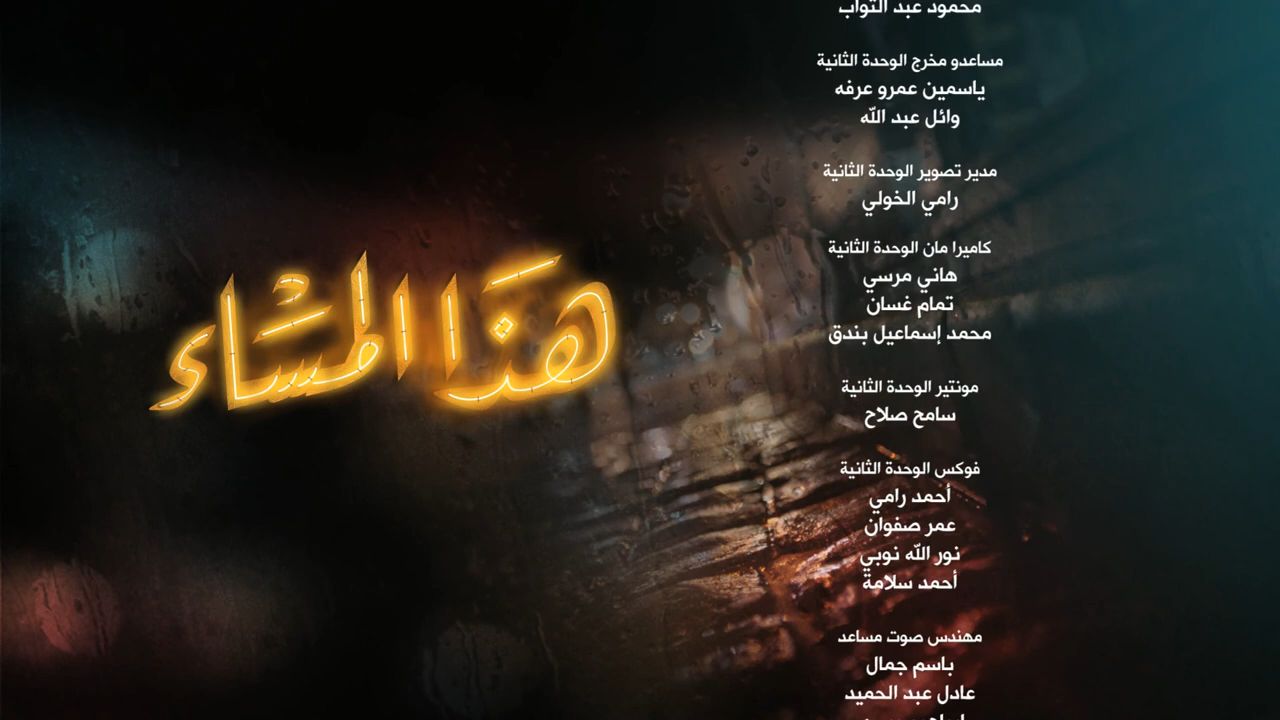 هذا المساء
محمود عبد التواب
مساعدو مخرج الوحدة الثانية
ياسمين عمرو عرفه
وائل عبد الله
مدير تصوير الوحدة الثانية
رامي الخولي
كاميرا مان الوحدة الثانية
هاني مرسي
تمام غسان
محمد إسماعيل بندق
مونتير الوحدة الثانية
سامح صلاح
فوكس الوحدة الثانية
أحمد رامي
عمر صفوان
نور الله نوبي
أحمد سلامة
مهندس صوت مساعد
باسم جمال
عادل عبد الحميد